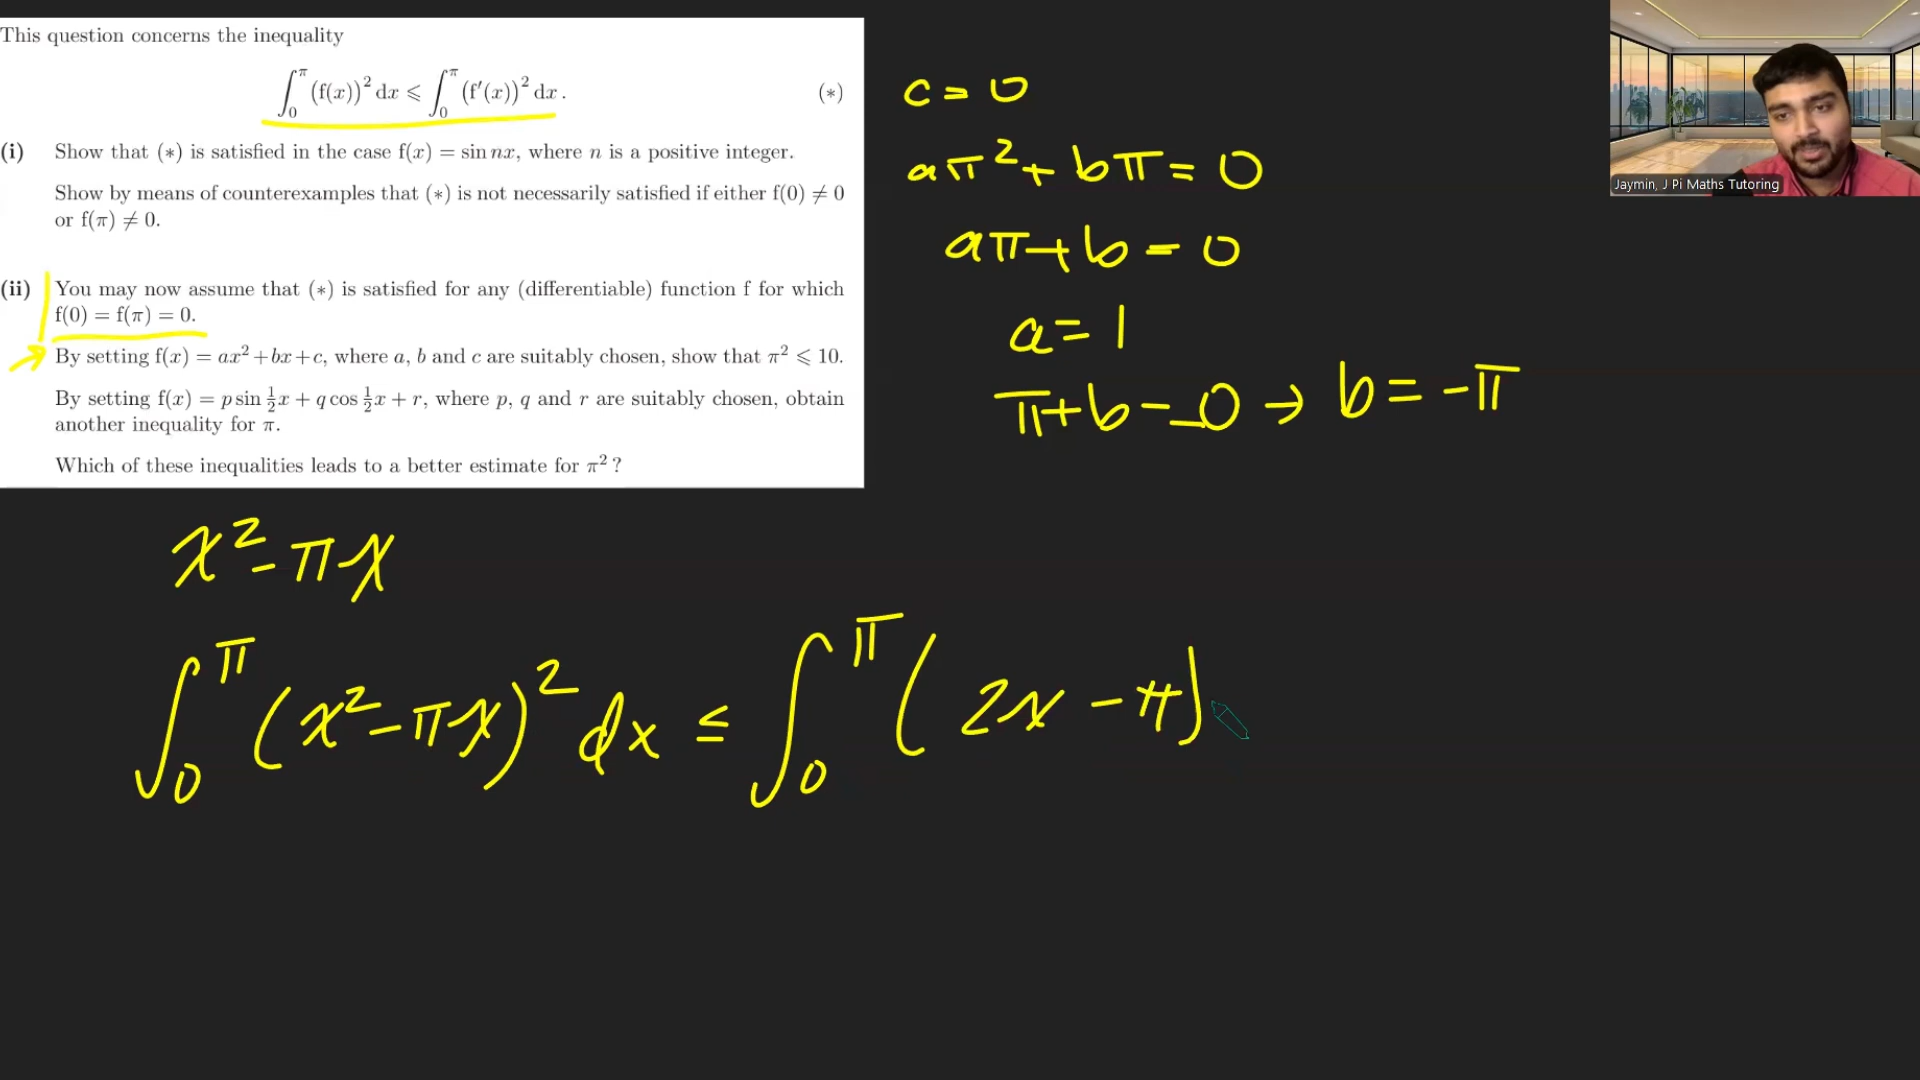 This question concerns the inequality
∫₀^π (f(x))² dx ⩽ ∫₀^π (f′(x))² dx . (∗)
(i) Show that (∗) is satisfied in the case f(x) = sin nx, where n is a positive integer.
Show by means of counterexamples that (∗) is not necessarily satisfied if either f(0) ≠ 0
or f(π) ≠ 0.
(ii) You may now assume that (∗) is satisfied for any (differentiable) function f for which
f(0) = f(π) = 0.
By setting f(x) = ax² + bx + c, where a, b and c are suitably chosen, show that π² ⩽ 10.
By setting f(x) = p sin ½x + q cos ½x + r, where p, q and r are suitably chosen, obtain
another inequality for π.
Which of these inequalities leads to a better estimate for π² ?
c = 0
aπ² + bπ = 0
aπ + b = 0
a = 1
π + b = 0 → b = -π
x² - πx
∫₀^π (x² - πx)² dx ≤ ∫₀^π (2x - π)
Jaymin, J Pi Maths Tutoring